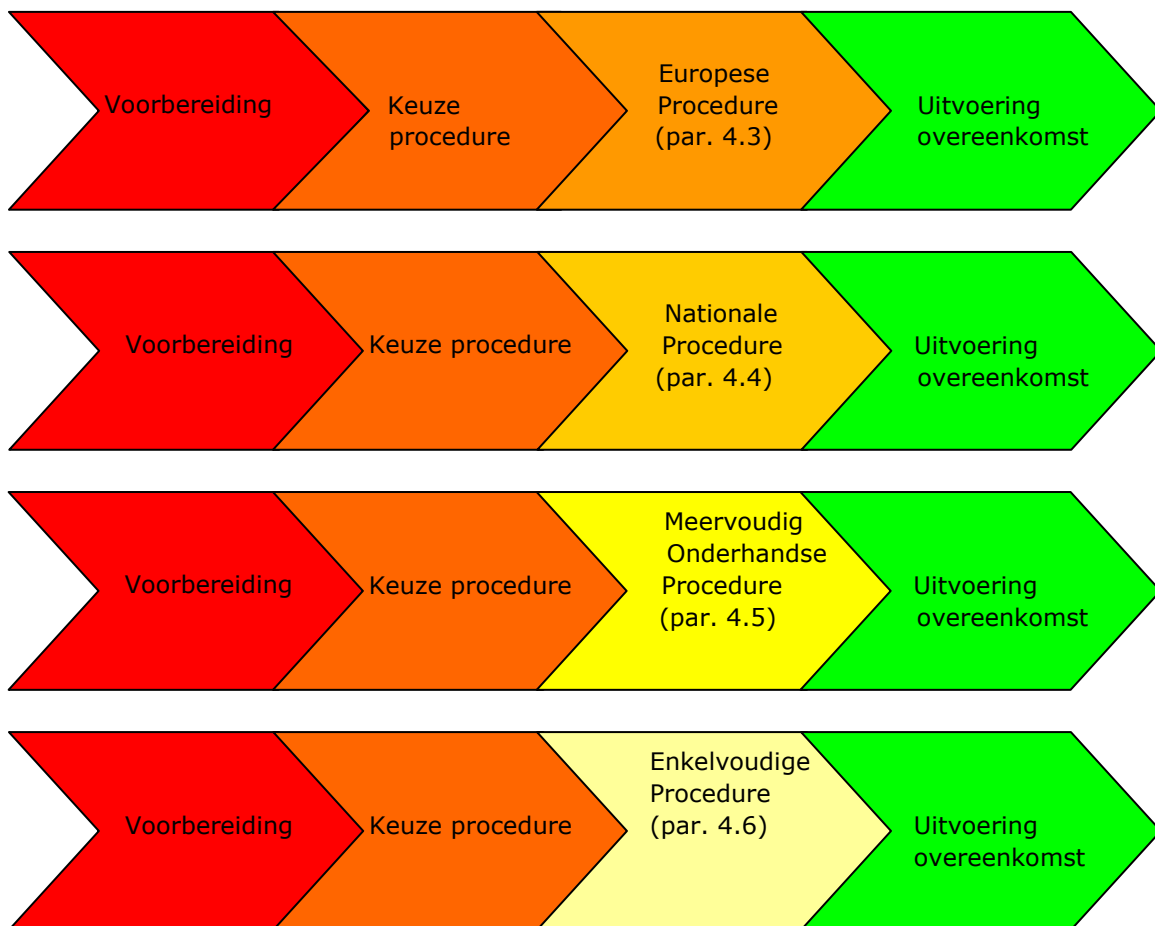 Voorbereiding
Keuze
procedure
Europese
Procedure
(par. 4.3)
Uitvoering
overeenkomst
Voorbereiding
Keuze procedure
Nationale
Procedure
(par. 4.4)
Uitvoering
overeenkomst
Voorbereiding
Keuze procedure
Meervoudig
Onderhandse
Procedure
(par. 4.5)
Uitvoering
overeenkomst
Voorbereiding
Keuze procedure
Enkelvoudige
Procedure
(par. 4.6)
Uitvoering
overeenkomst